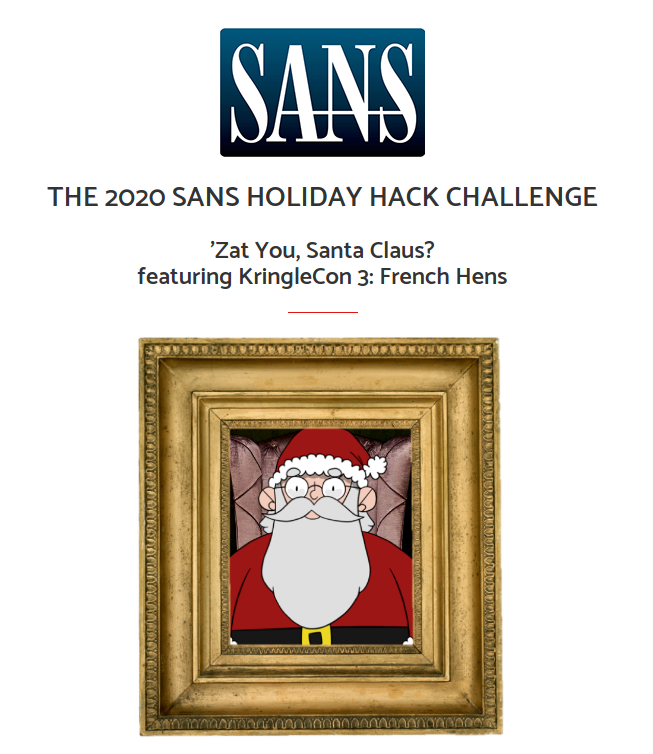 SANS
THE 2020 SANS HOLIDAY HACK CHALLENGE
’Zat You, Santa Claus?
featuring KringleCon 3: French Hens